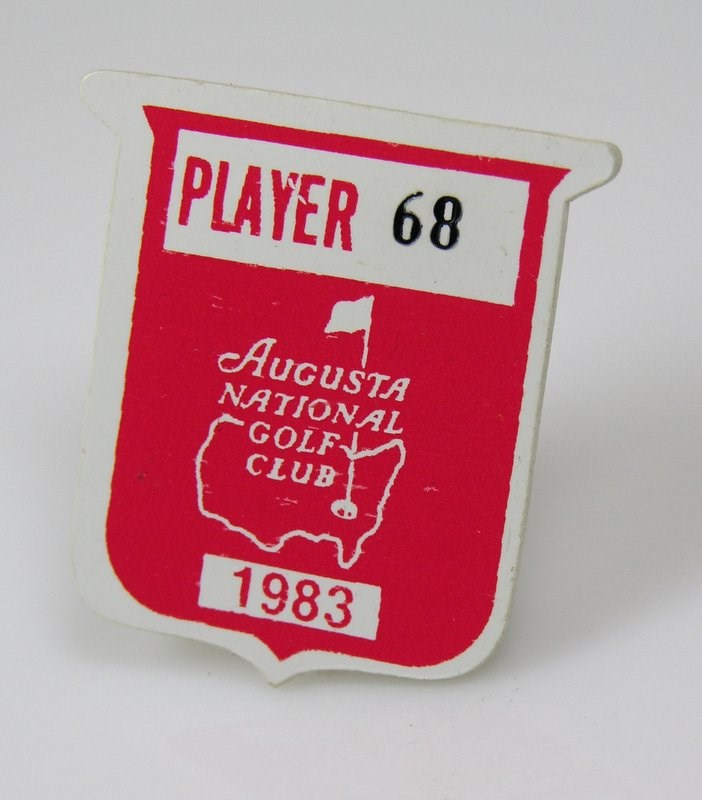 PLAYER 68
AUGUSTA
NATIONAL
GOLF
CLUB
1983